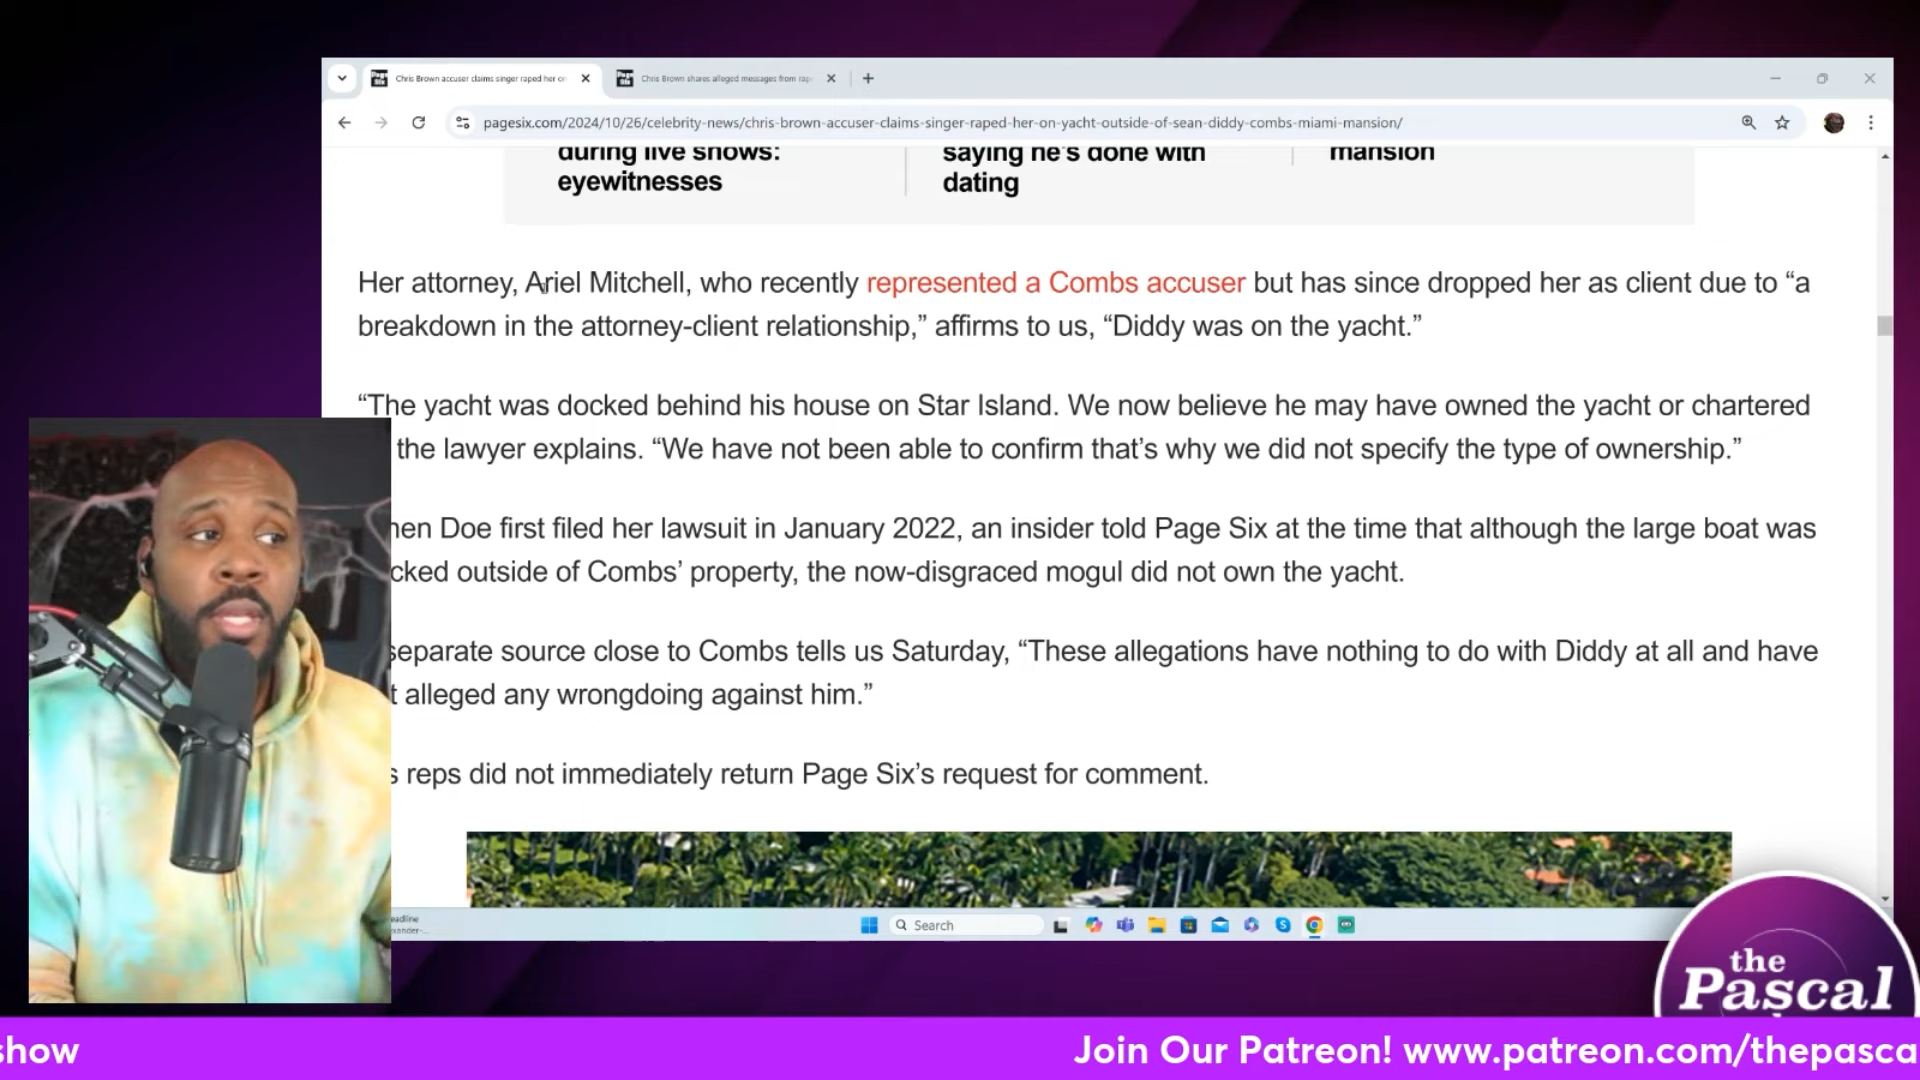 Chris Brown accuser claims singer raped her on
Chris Brown shares alleged messages from rap
pagesix.com/2024/10/26/celebrity-news/chris-brown-accuser-claims-singer-raped-her-on-yacht-outside-of-sean-diddy-combs-miami-mansion/
during live shows:
eyewitnesses
saying he's done with
dating
mansion
Her attorney, Ariel Mitchell, who recently represented a Combs accuser but has since dropped her as client due to “a
breakdown in the attorney-client relationship,” affirms to us, “Diddy was on the yacht.”
“The yacht was docked behind his house on Star Island. We now believe he may have owned the yacht or chartered
the lawyer explains. “We have not been able to confirm that’s why we did not specify the type of ownership.”
hen Doe first filed her lawsuit in January 2022, an insider told Page Six at the time that although the large boat was
cked outside of Combs’ property, the now-disgraced mogul did not own the yacht.
separate source close to Combs tells us Saturday, “These allegations have nothing to do with Diddy at all and have
t alleged any wrongdoing against him.”
s reps did not immediately return Page Six’s request for comment.
eadline
xander-...
Search
the
Pascal
show
Join Our Patreon! www.patreon.com/thepasca